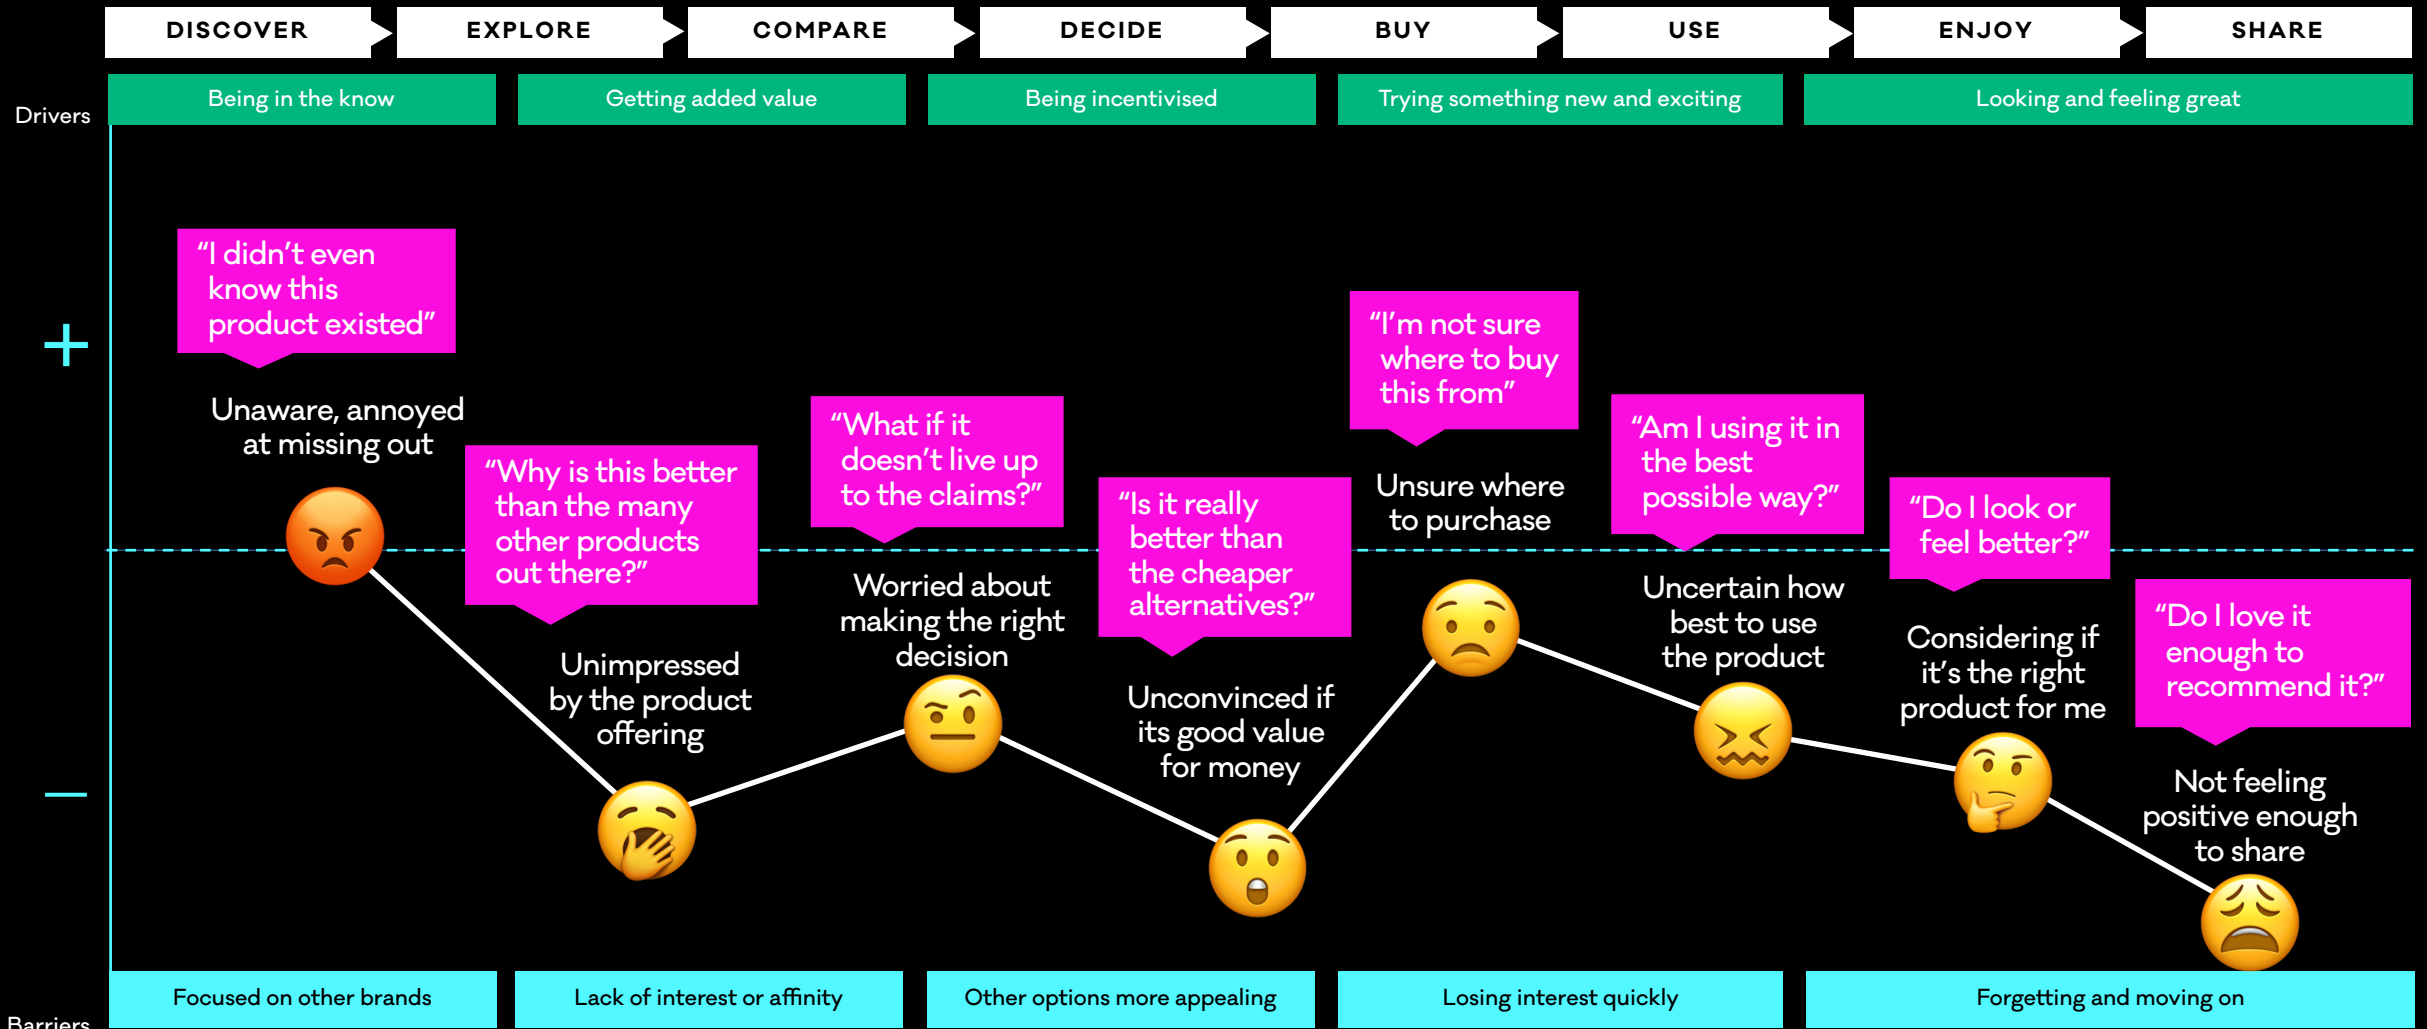 DISCOVER
EXPLORE
COMPARE
DECIDE
BUY
USE
ENJOY
SHARE
Drivers
Being in the know
Getting added value
Being incentivised
Trying something new and exciting
Looking and feeling great
“I didn’t even
know this
product existed”
Unaware, annoyed
at missing out
“Why is this better
than the many
other products
out there?”
Unimpressed
by the product
offering
“What if it
doesn’t live up
to the claims?”
Worried about
making the right
decision
“Is it really
better than
the cheaper
alternatives?”
Unconvinced if
its good value
for money
“I’m not sure
where to buy
this from”
Unsure where
to purchase
“Am I using it in
the best
possible way?”
Uncertain how
best to use
the product
“Do I look or
feel better?”
Considering if
it’s the right
product for me
“Do I love it
enough to
recommend it?”
Not feeling
positive enough
to share
+
−
Barriers
Focused on other brands
Lack of interest or affinity
Other options more appealing
Losing interest quickly
Forgetting and moving on